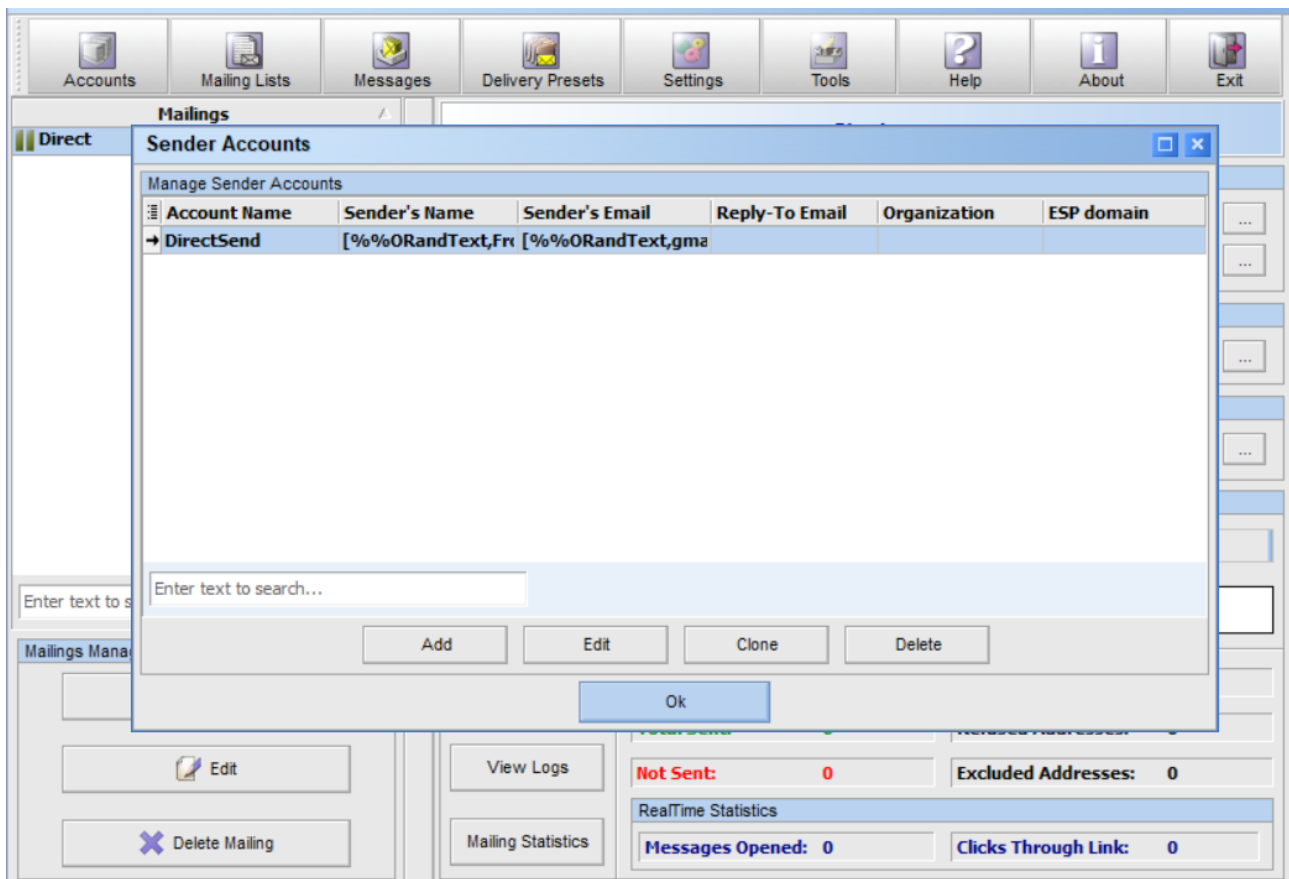 Accounts Mailing Lists Messages Delivery Presets Settings Tools Help About Exit
Mailings
Direct
Sender Accounts
Manage Sender Accounts
Account Name Sender's Name Sender's Email Reply-To Email Organization ESP domain
DirectSend [%%ORandText,Fro [%%ORandText,gma
...
...
...
...
Enter text to search...
Enter text to s
Add Edit Clone Delete
Mailings Mana
Ok
Edit View Logs Not Sent: 0 Excluded Addresses: 0
RealTime Statistics
Delete Mailing Mailing Statistics Messages Opened: 0 Clicks Through Link: 0